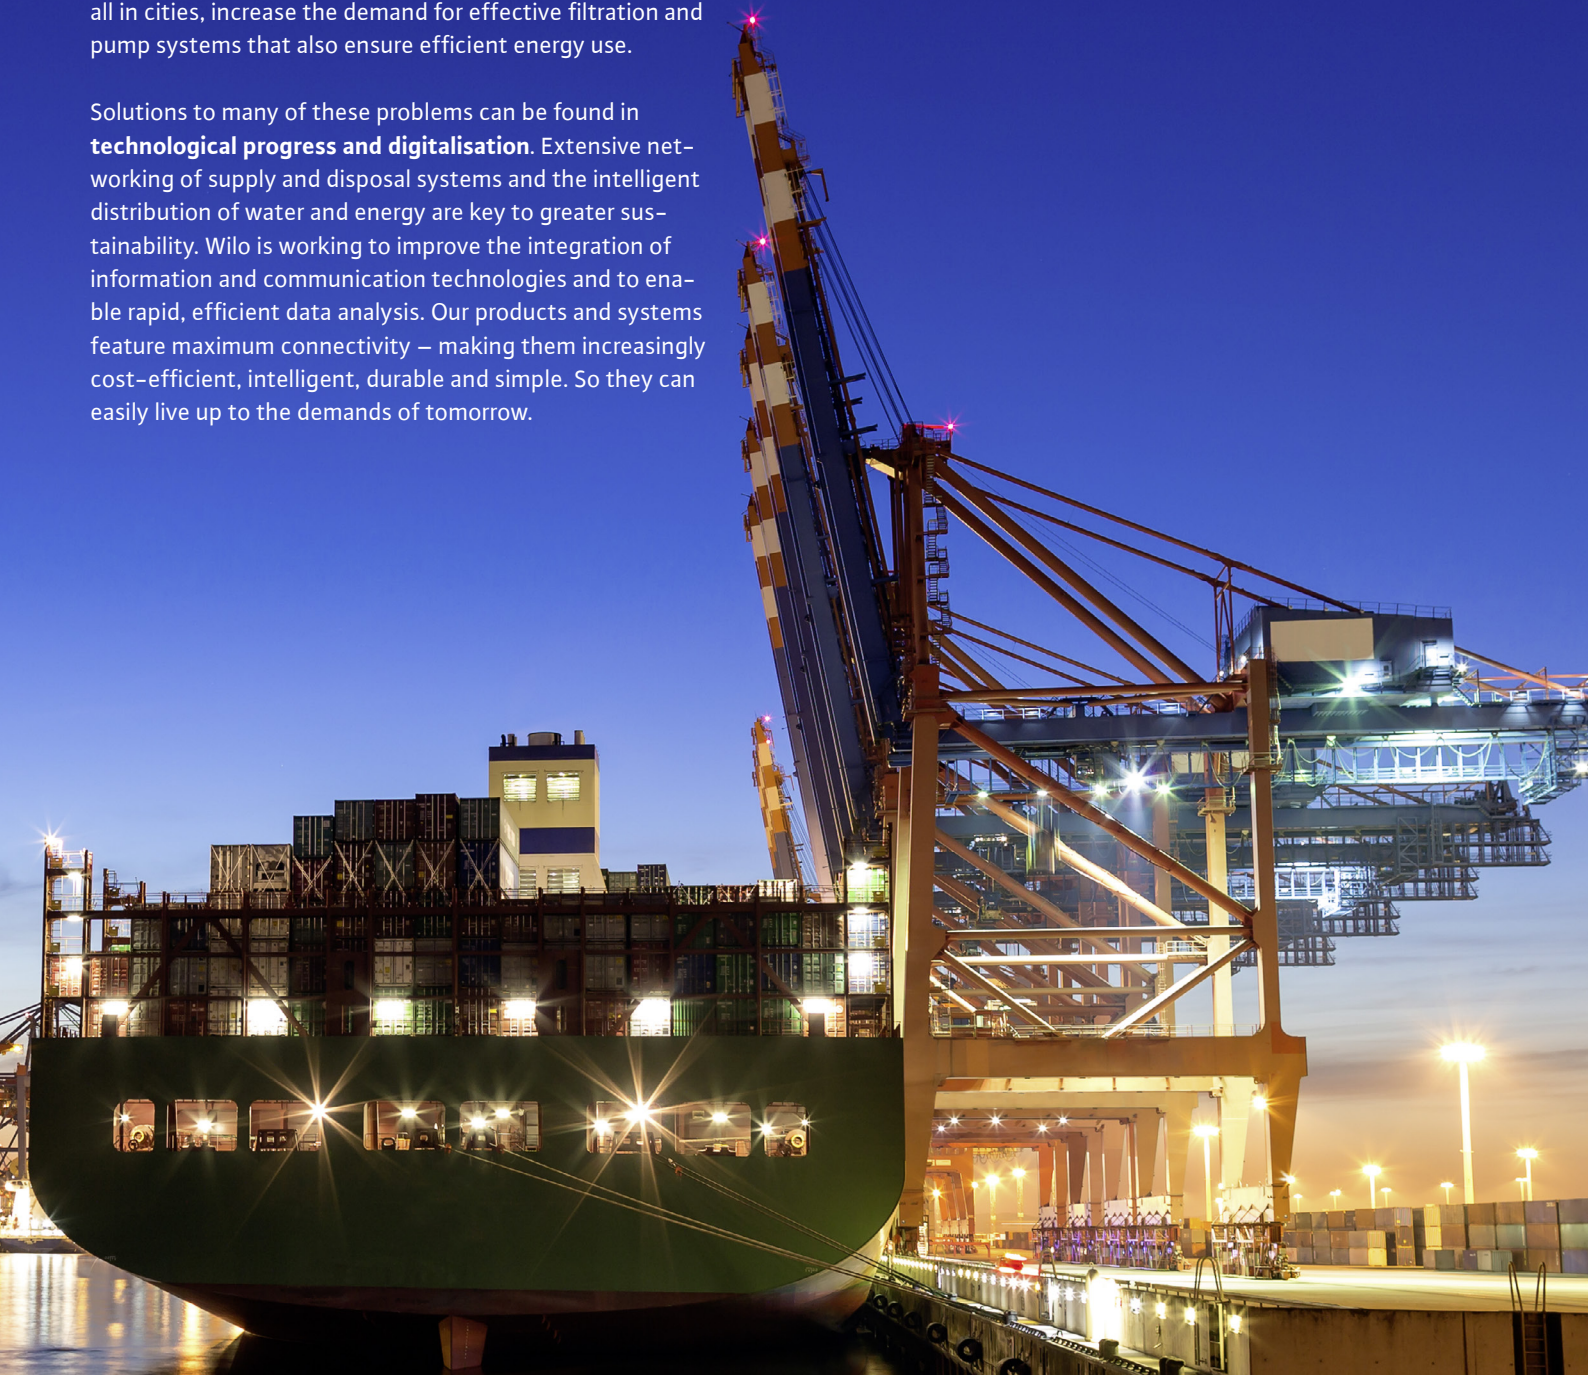 all in cities, increase the demand for effective filtration and
pump systems that also ensure efficient energy use.
Solutions to many of these problems can be found in
technological progress and digitalisation. Extensive net-
working of supply and disposal systems and the intelligent
distribution of water and energy are key to greater sus-
tainability. Wilo is working to improve the integration of
information and communication technologies and to ena-
ble rapid, efficient data analysis. Our products and systems
feature maximum connectivity – making them increasingly
cost-efficient, intelligent, durable and simple. So they can
easily live up to the demands of tomorrow.